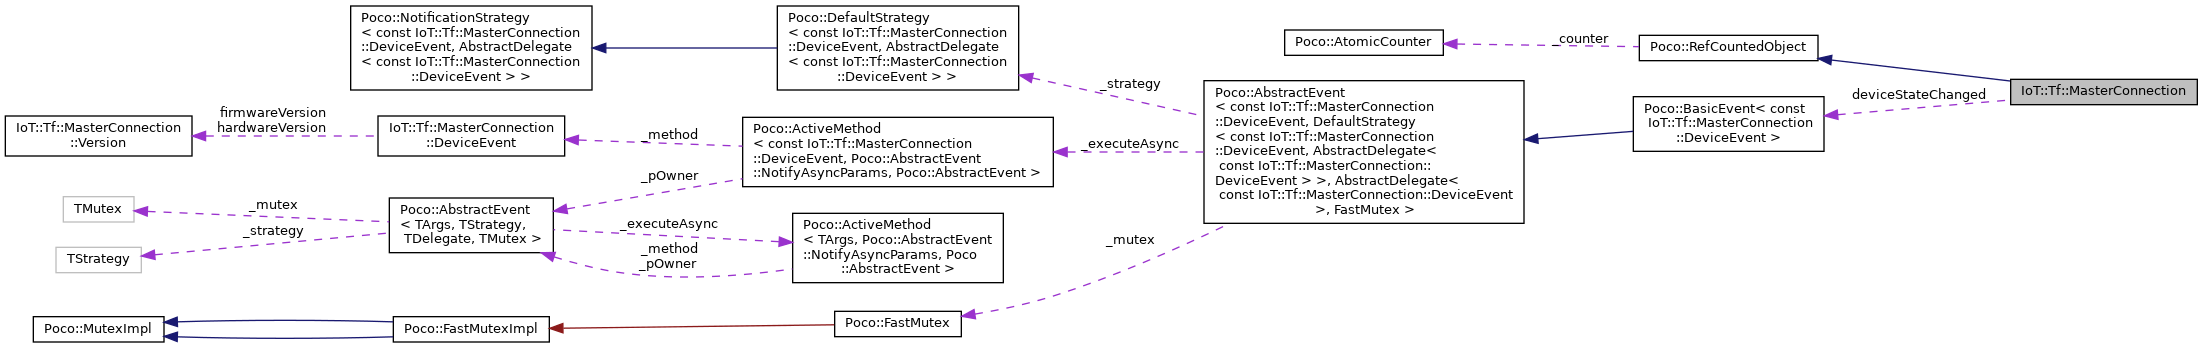 Poco::NotificationStrategy
< const IoT::Tf::MasterConnection
::DeviceEvent, AbstractDelegate
< const IoT::Tf::MasterConnection
::DeviceEvent > >
Poco::DefaultStrategy
< const IoT::Tf::MasterConnection
::DeviceEvent, AbstractDelegate
< const IoT::Tf::MasterConnection
::DeviceEvent > >
Poco::AtomicCounter
_counter
Poco::RefCountedObject
IoT::Tf::MasterConnection
deviceStateChanged
Poco::BasicEvent< const
IoT::Tf::MasterConnection
::DeviceEvent >
_strategy
Poco::AbstractEvent
< const IoT::Tf::MasterConnection
::DeviceEvent, DefaultStrategy
< const IoT::Tf::MasterConnection
::DeviceEvent, AbstractDelegate<
const IoT::Tf::MasterConnection::
DeviceEvent > >, AbstractDelegate<
const IoT::Tf::MasterConnection::DeviceEvent
>, FastMutex >
IoT::Tf::MasterConnection
::Version
firmwareVersion
hardwareVersion
IoT::Tf::MasterConnection
::DeviceEvent
_method
Poco::ActiveMethod
< const IoT::Tf::MasterConnection
::DeviceEvent, Poco::AbstractEvent
::NotifyAsyncParams, Poco::AbstractEvent >
_executeAsync
_pOwner
TMutex
_mutex
_strategy
TStrategy
Poco::AbstractEvent
< TArgs, TStrategy,
TDelegate, TMutex >
_executeAsync
_method
_pOwner
Poco::ActiveMethod
< TArgs, Poco::AbstractEvent
::NotifyAsyncParams, Poco
::AbstractEvent >
_mutex
Poco::MutexImpl
Poco::FastMutexImpl
Poco::FastMutex